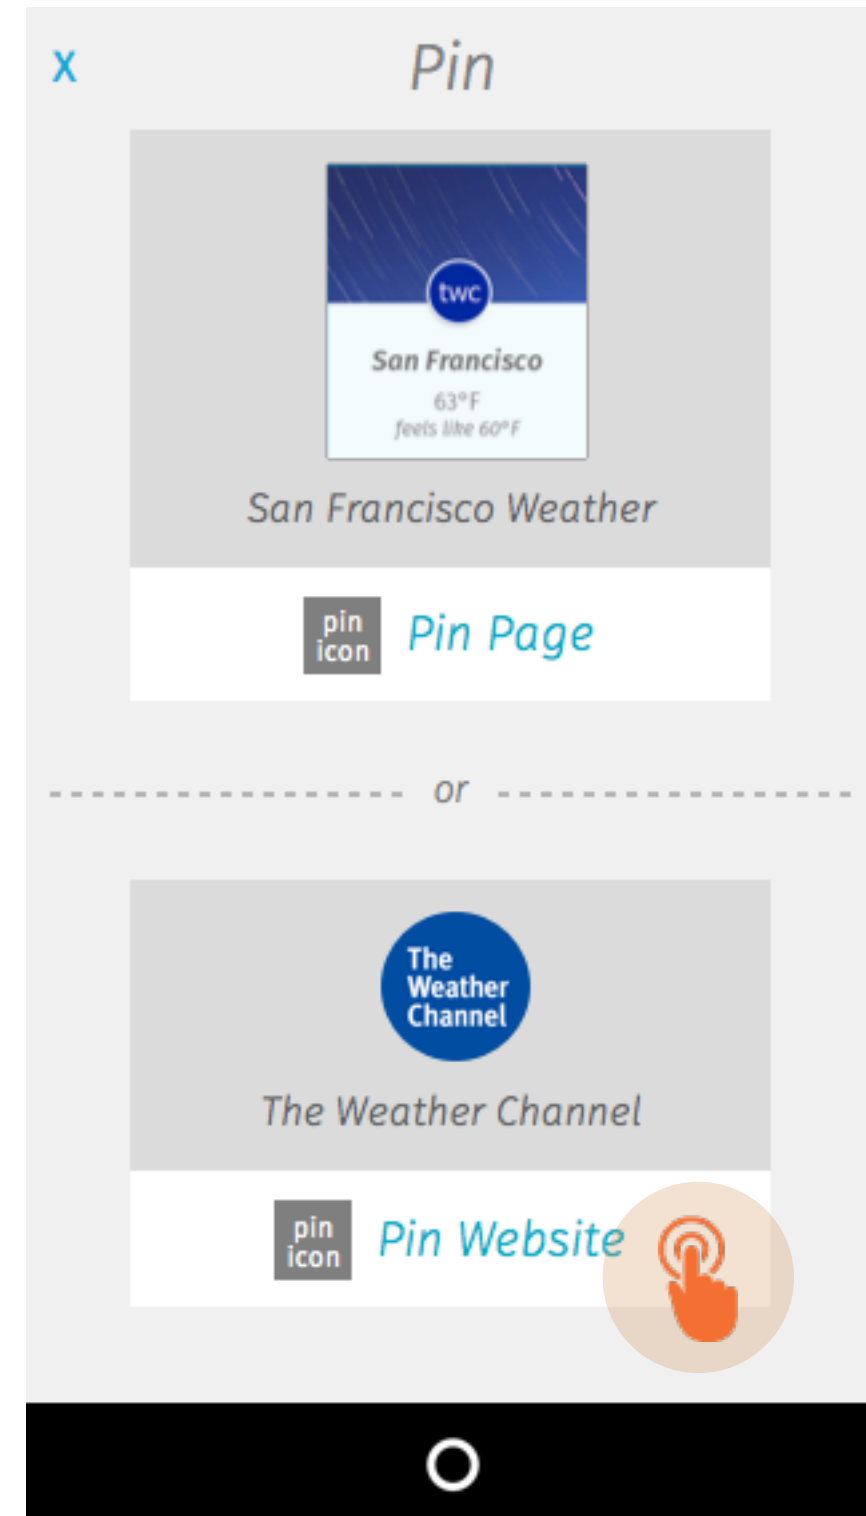 X
Pin
twc
San Francisco
63°F
feels like 60°F
San Francisco Weather
pin
icon
Pin Page
or
The
Weather
Channel
The Weather Channel
pin
icon
Pin Website